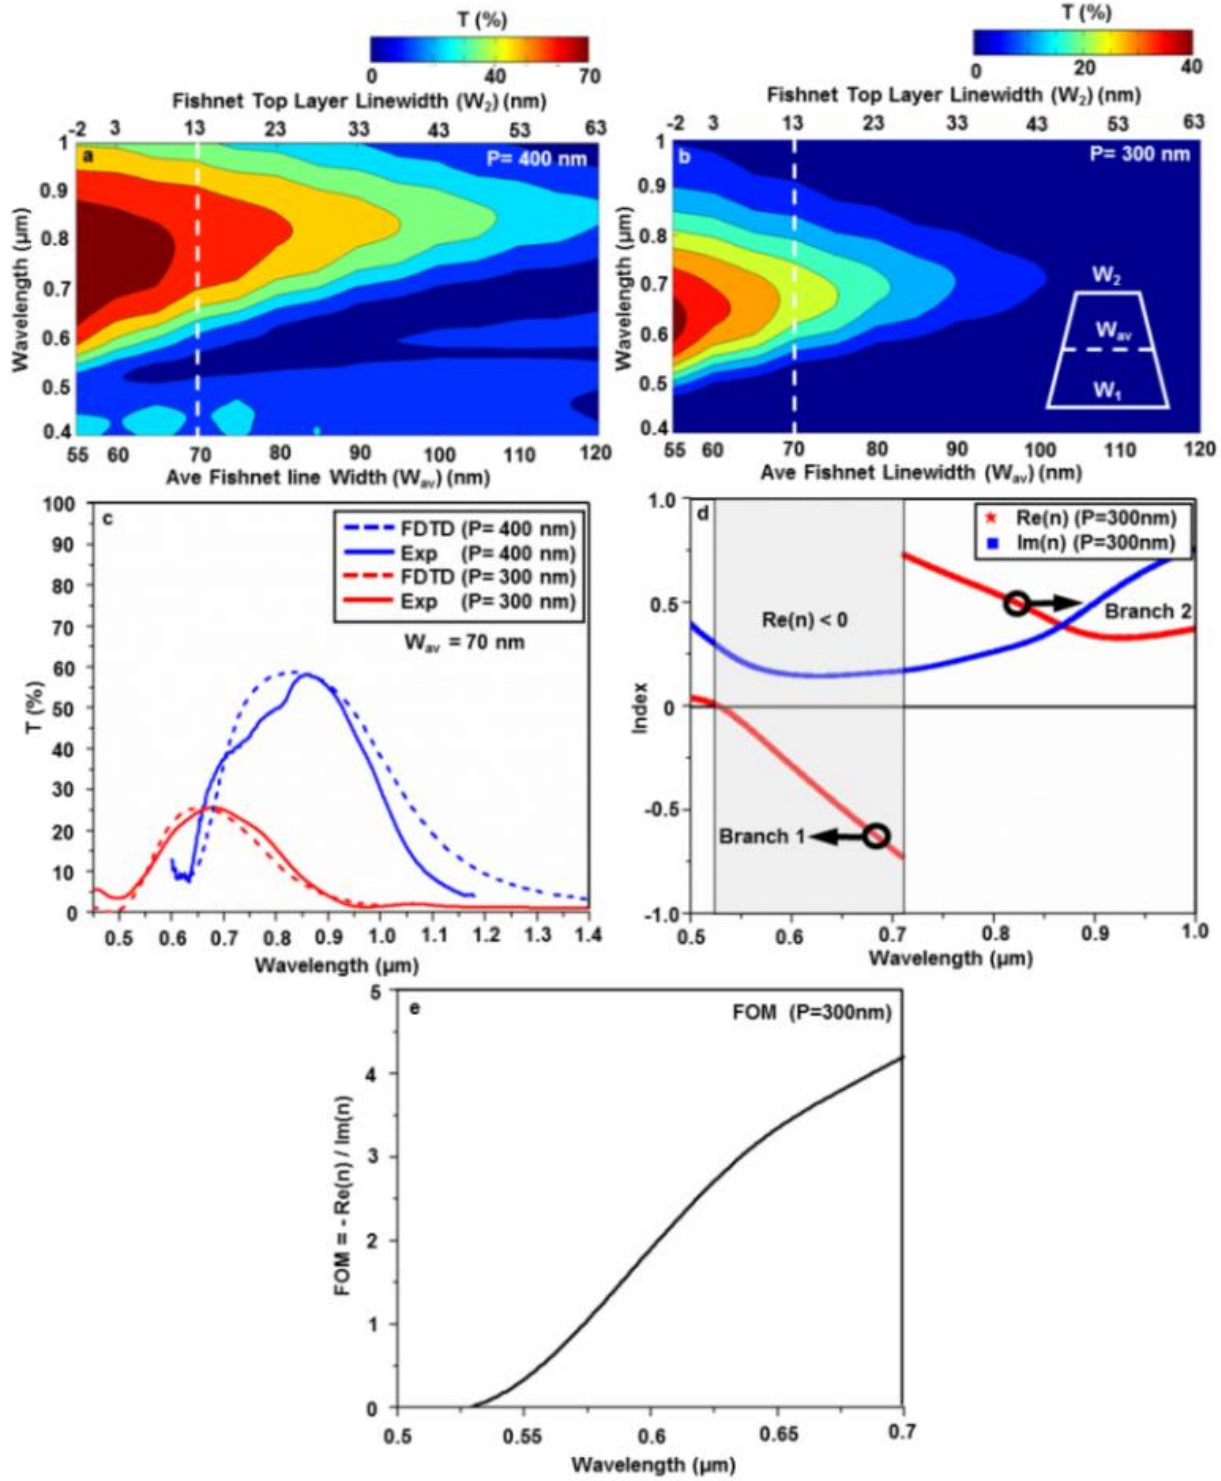 T (%)
0 40 70
Fishnet Top Layer Linewidth (W₂) (nm)
-2 3 13 23 33 43 53 63
a
P= 400 nm
1
0.9
0.8
0.7
0.6
0.5
0.4
Wavelength (μm)
55 60 70 80 90 100 110 120
Ave Fishnet line Width (Wav) (nm)
T (%)
0 20 40
Fishnet Top Layer Linewidth (W₂) (nm)
-2 3 13 23 33 43 53 63
b
P= 300 nm
1
0.9
0.8
0.7
0.6
0.5
0.4
Wavelength (μm)
W₂
Wav
W₁
55 60 70 80 90 100 110 120
Ave Fishnet Linewidth (Wav) (nm)
c
FDTD (P= 400 nm)
Exp (P= 400 nm)
FDTD (P= 300 nm)
Exp (P= 300 nm)
Wav = 70 nm
100
90
80
70
60
50
40
30
20
10
0
T (%)
0.5 0.6 0.7 0.8 0.9 1.0 1.1 1.2 1.3 1.4
Wavelength (μm)
d
Re(n) (P=300nm)
Im(n) (P=300nm)
Re(n) < 0
Branch 2
Branch 1
1.0
0.5
0
-0.5
-1.0
Index
0.5 0.6 0.7 0.8 0.9 1.0
Wavelength (μm)
e
FOM (P=300nm)
5
4
3
2
1
0
FOM = - Re(n) / Im(n)
0.5 0.55 0.6 0.65 0.7
Wavelength (μm)